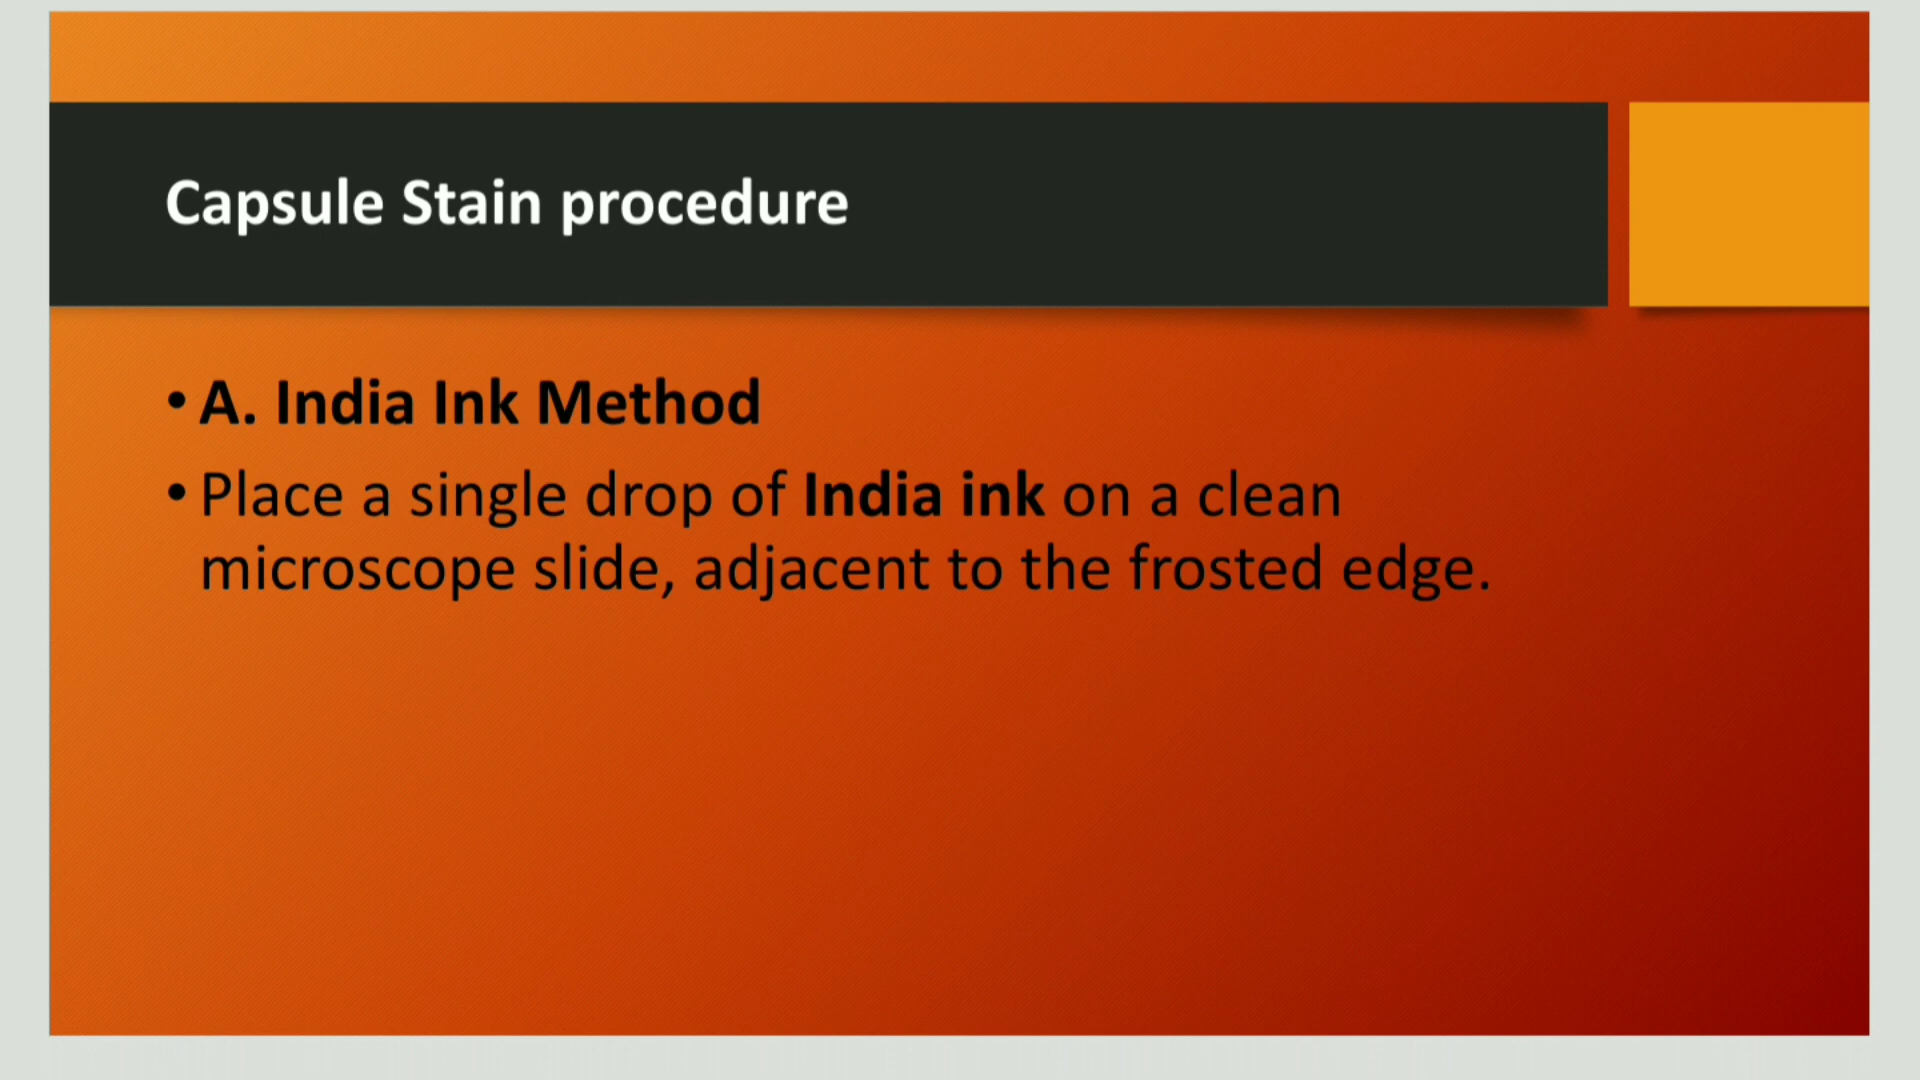 Capsule Stain procedure
• A. India Ink Method
• Place a single drop of India ink on a clean
microscope slide, adjacent to the frosted edge.